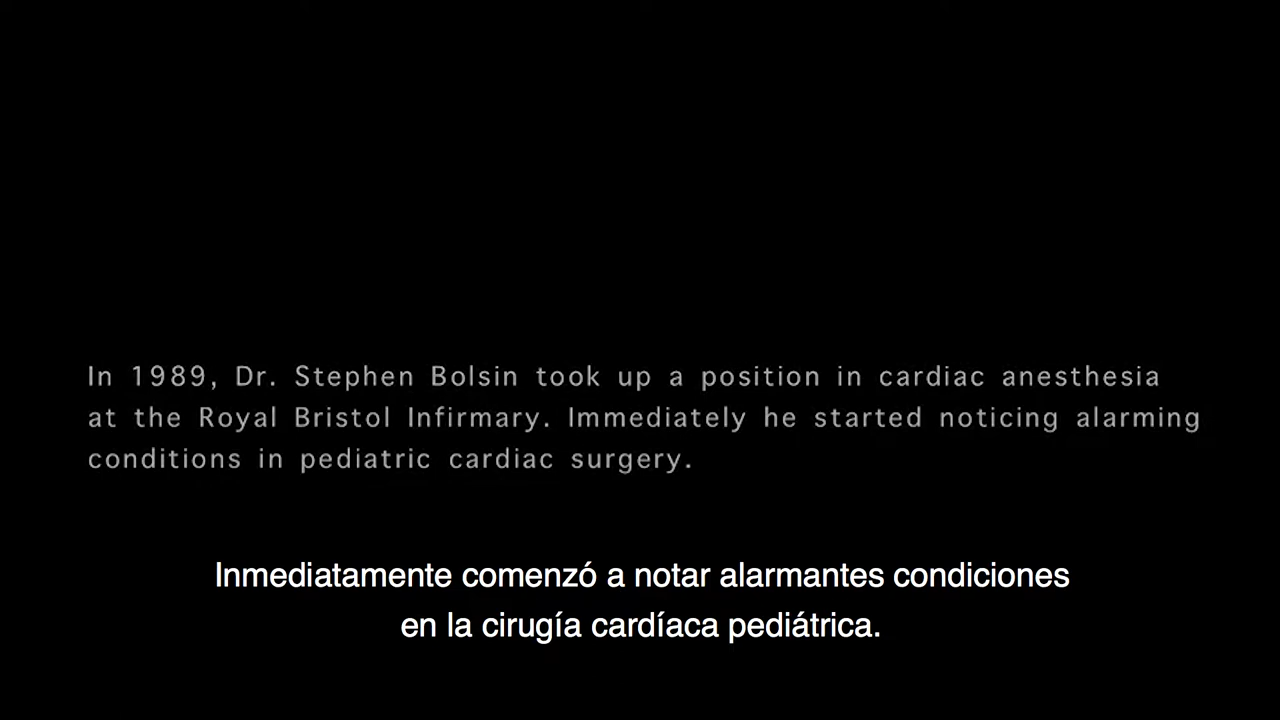 In 1989, Dr. Stephen Bolsin took up a position in cardiac anesthesia
at the Royal Bristol Infirmary. Immediately he started noticing alarming
conditions in pediatric cardiac surgery.
Inmediatamente comenzó a notar alarmantes condiciones
en la cirugía cardíaca pediátrica.